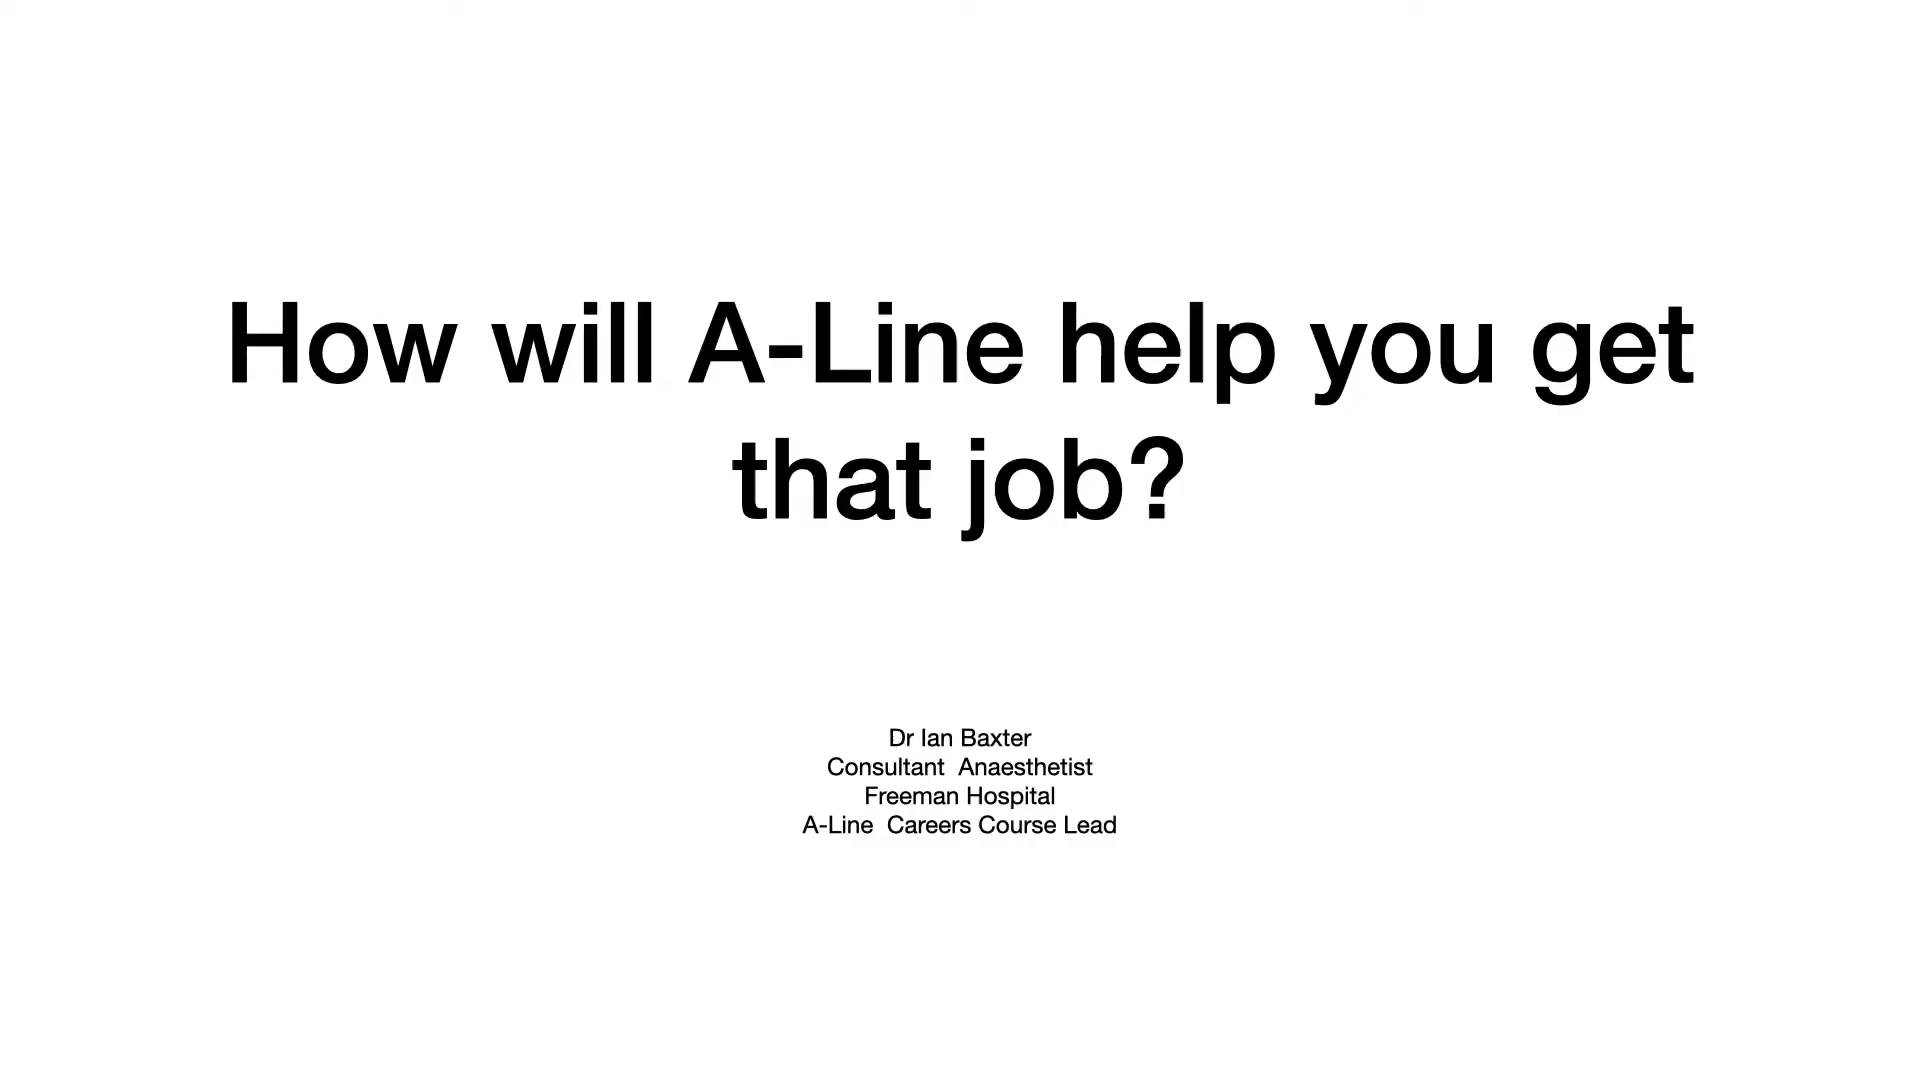 How will A-Line help you get
that job?
Dr Ian Baxter
Consultant  Anaesthetist
Freeman Hospital
A-Line  Careers Course Lead